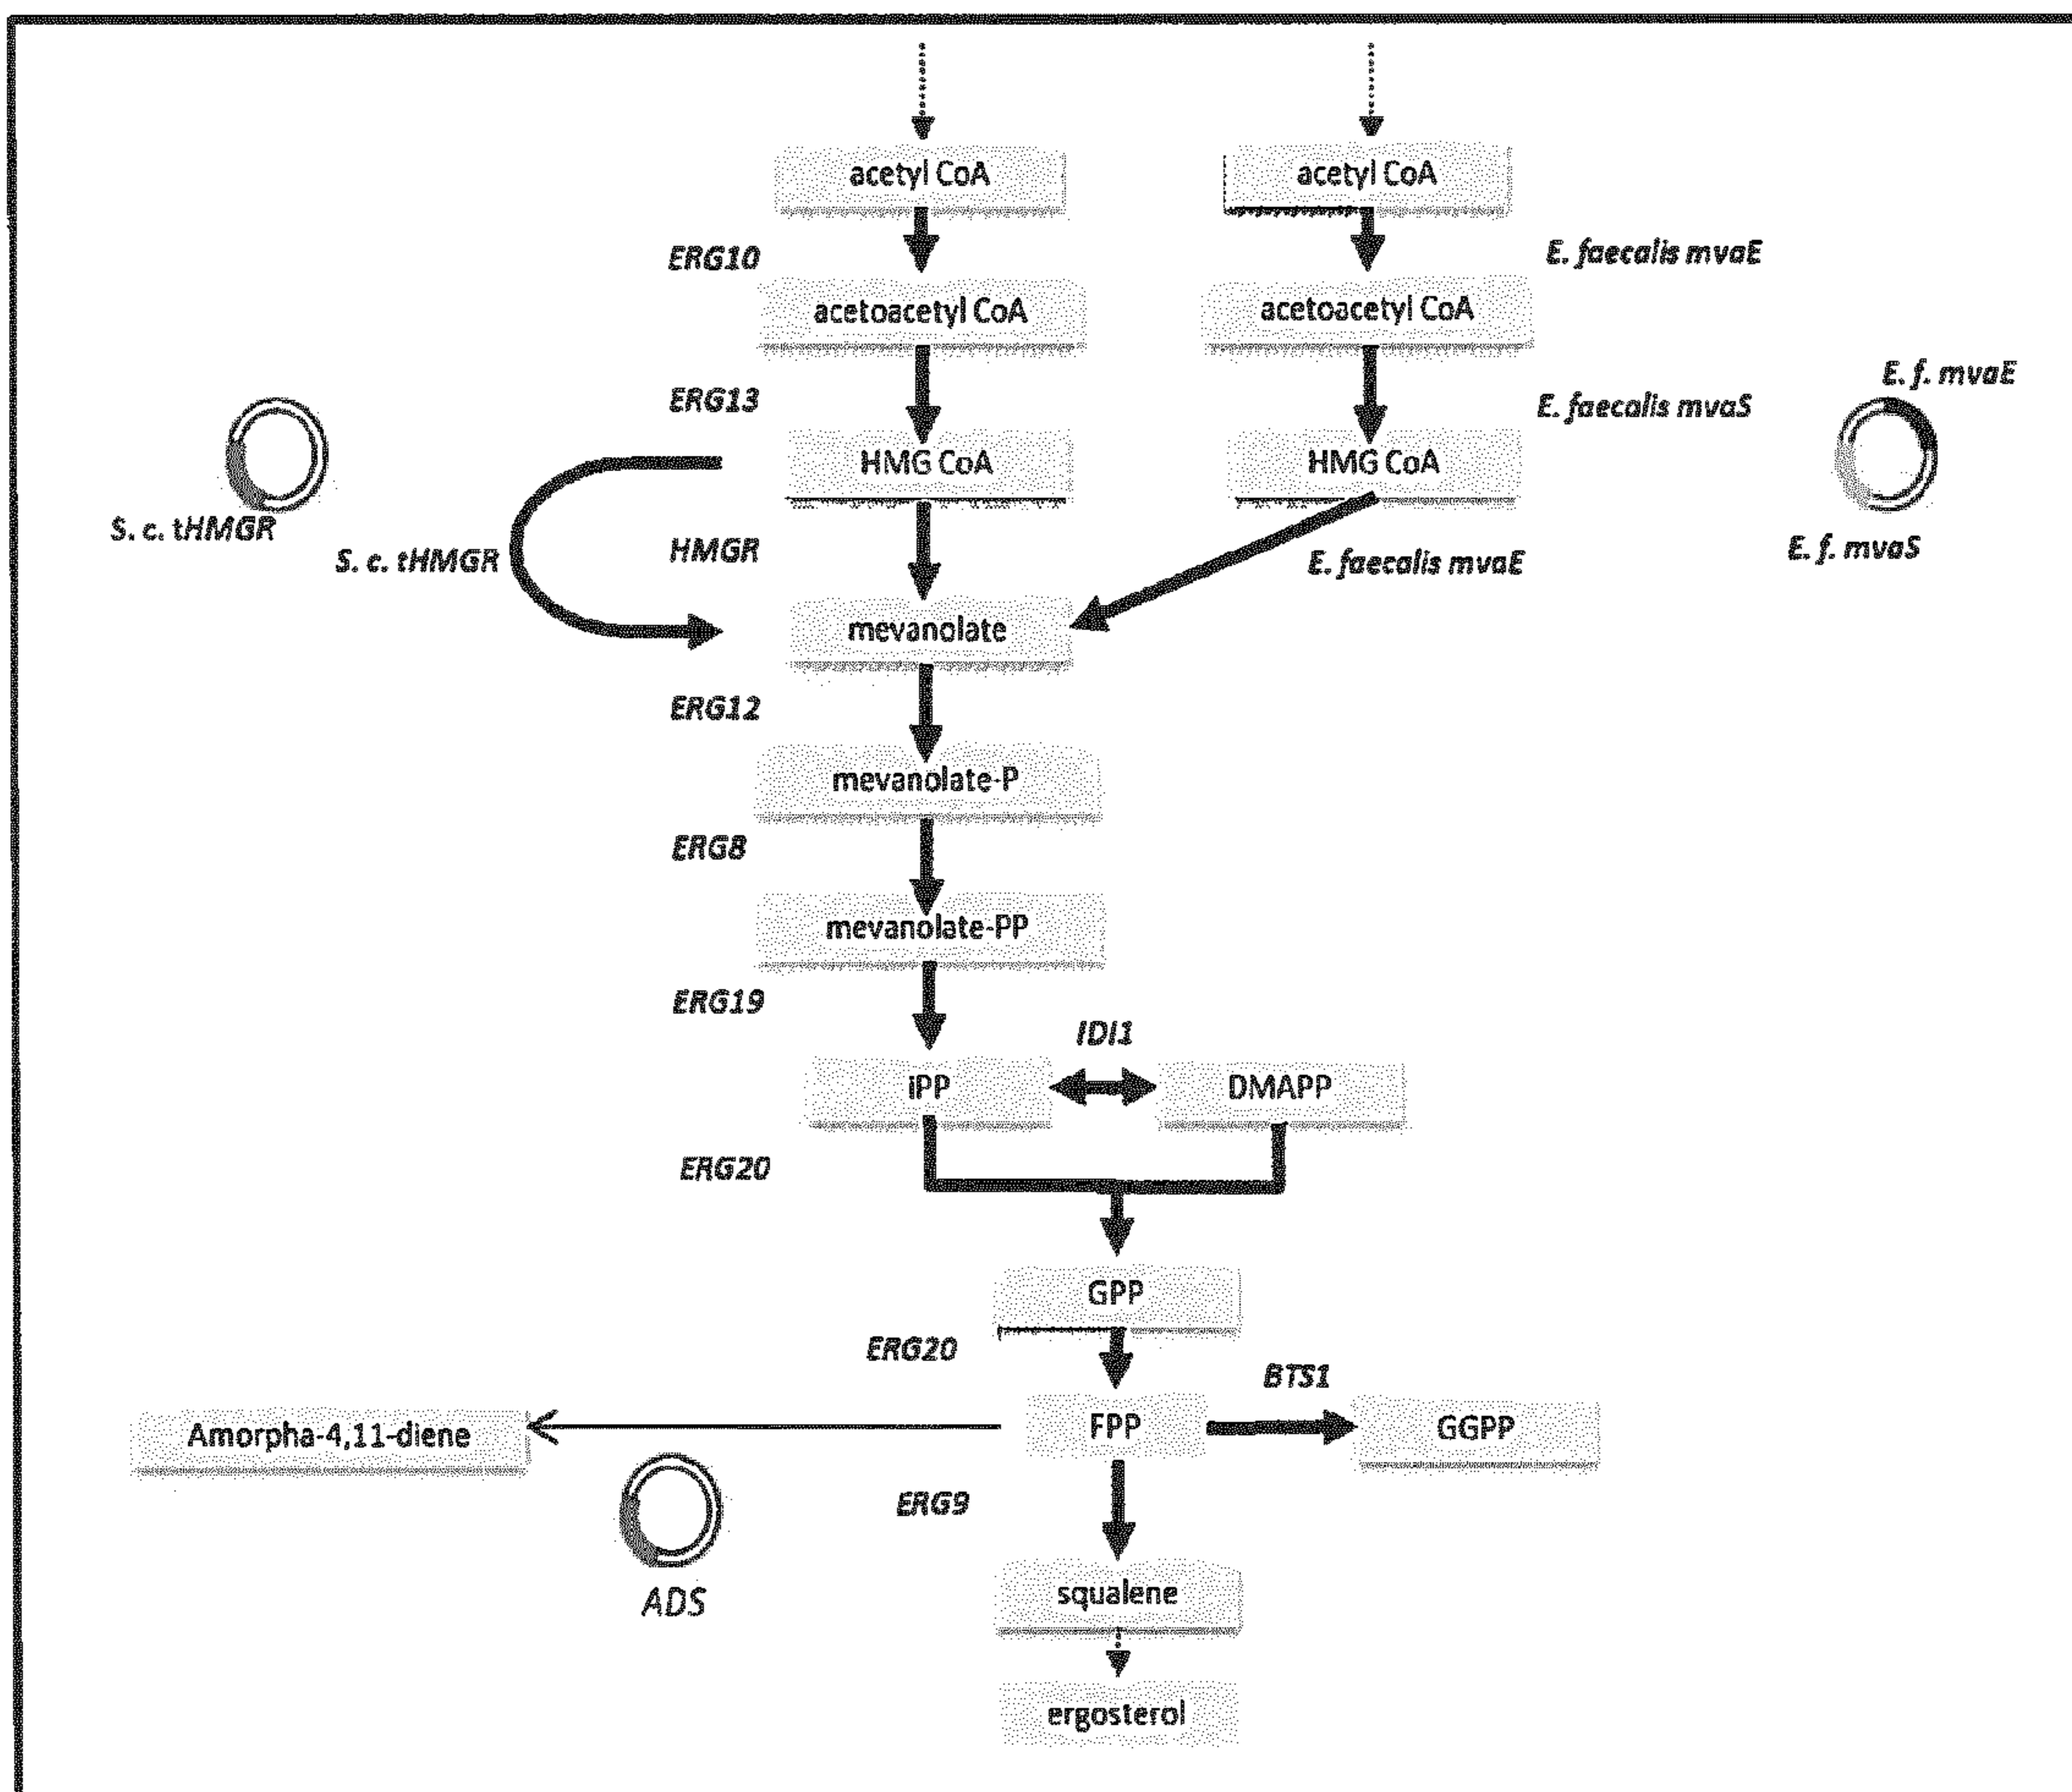 acetyl CoA
acetyl CoA
ERG10
E. faecalis mvaE
acetoacetyl CoA
acetoacetyl CoA
E. f. mvaE
ERG13
E. faecalis mvaS
HMG CoA
HMG CoA
S. c. tHMGR
S. c. tHMGR
HMGR
E. faecalis mvaE
E. f. mvaS
mevanolate
ERG12
mevanolate-P
ERG8
mevanolate-PP
ERG19
IDI1
iPP
DMAPP
ERG20
GPP
ERG20
BTS1
Amorpha-4,11-diene
FPP
GGPP
ERG9
ADS
squalene
ergosterol